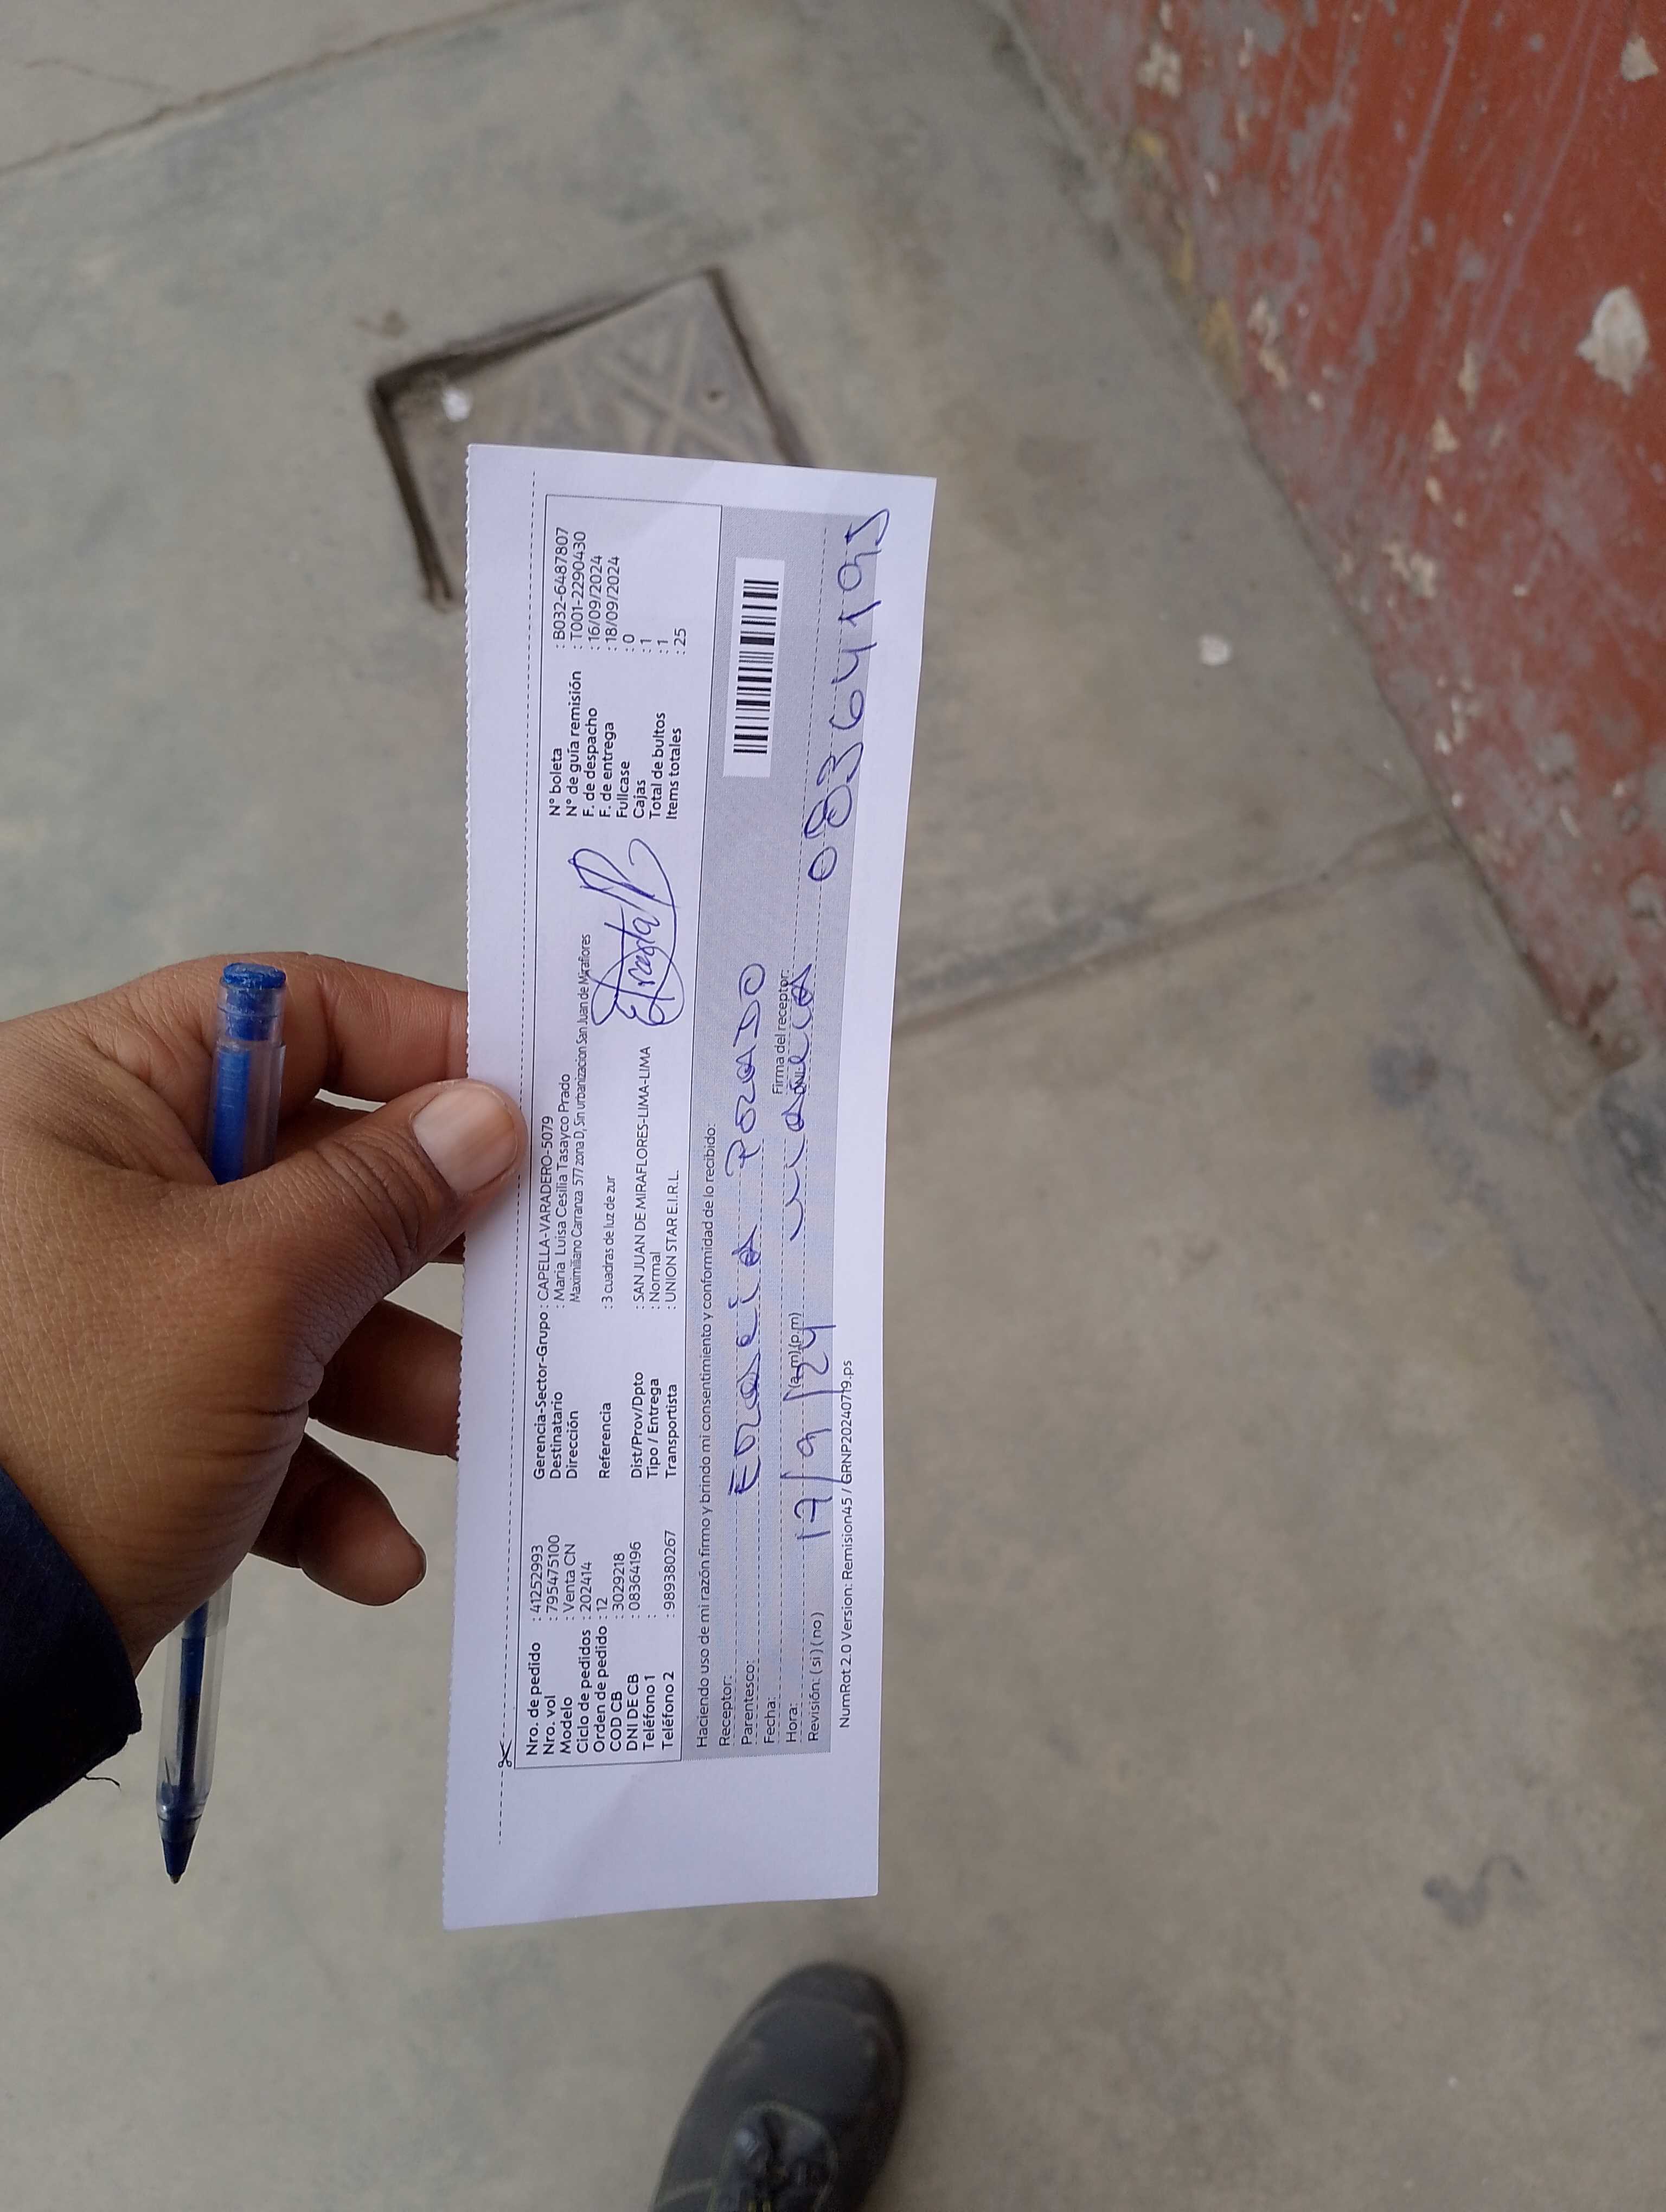 Nro. de pedido : 41252993
Nro. vol : 795475100
Modelo : Venta CN
Ciclo de pedidos : 202414
Orden de pedido : 12
COD CB : 3029218
DNI DE CB : 08364196
Teléfono 1 :
Teléfono 2 : 989380267
Gerencia-Sector-Grupo : CAPELLA-VARADERO-5079
Destinatario : Maria Luisa Cesilia Tasayco Prado
Dirección Maximiliano Carranza 577 zona D, Sin urbanizacion San Juan de Miraflores
Referencia : 3 cuadras de luz de zur
Dist/Prov/Dpto : SAN JUAN DE MIRAFLORES-LIMA-LIMA
Tipo / Entrega : Normal
Transportista : UNION STAR E.I.R.L.
N° boleta : B032-6487807
N° de guía remisión : T001-2290430
F. de despacho : 16/09/2024
F. de entrega : 18/09/2024
Fullcase : 0
Cajas : 1
Total de bultos : 1
Items totales : 25
Haciendo uso de mi razón firmo y brindo mi consentimiento y conformidad de lo recibido:
Receptor:
Parentesco:
PRADO
Fecha:
Firma del receptor:
Hora: (a.m) (p.m)
17/9/24
DNI:
08364195
Revisión: (si) (no)
NumRot 2.0 Version: Remision45 / GRNP20240719.ps